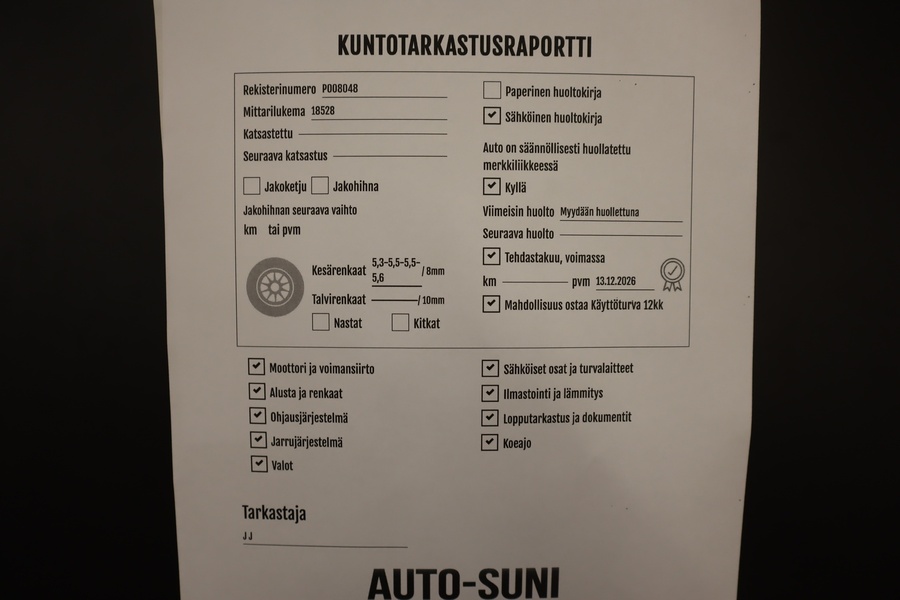 KUNTOTARKASTUSRAPORTTI
Rekisterinumero P008048
Mittarilukema 18528
Katsastettu
Seuraava katsastus
Jakoketju Jakohihna
Jakohihnan seuraava vaihto
km tai pvm
Kesärenkaat 5,3-5,5-5,5-5,6 / 8mm
Talvirenkaat / 10mm
Nastat Kitkat
Paperinen huoltokirja
Sähköinen huoltokirja
Auto on säännöllisesti huollatettu
merkkiliikkeessä
Kyllä
Viimeisin huolto Myydään huollettuna
Seuraava huolto
Tehdastakuu, voimassa
km pvm 13.12.2026
Mahdollisuus ostaa Käyttöturva 12kk
Moottori ja voimansiirto
Alusta ja renkaat
Ohjausjärjestelmä
Jarrujärjestelmä
Valot
Sähköiset osat ja turvalaitteet
Ilmastointi ja lämmitys
Lopputarkastus ja dokumentit
Koeajo
Tarkastaja
JJ
AUTO-SUNI